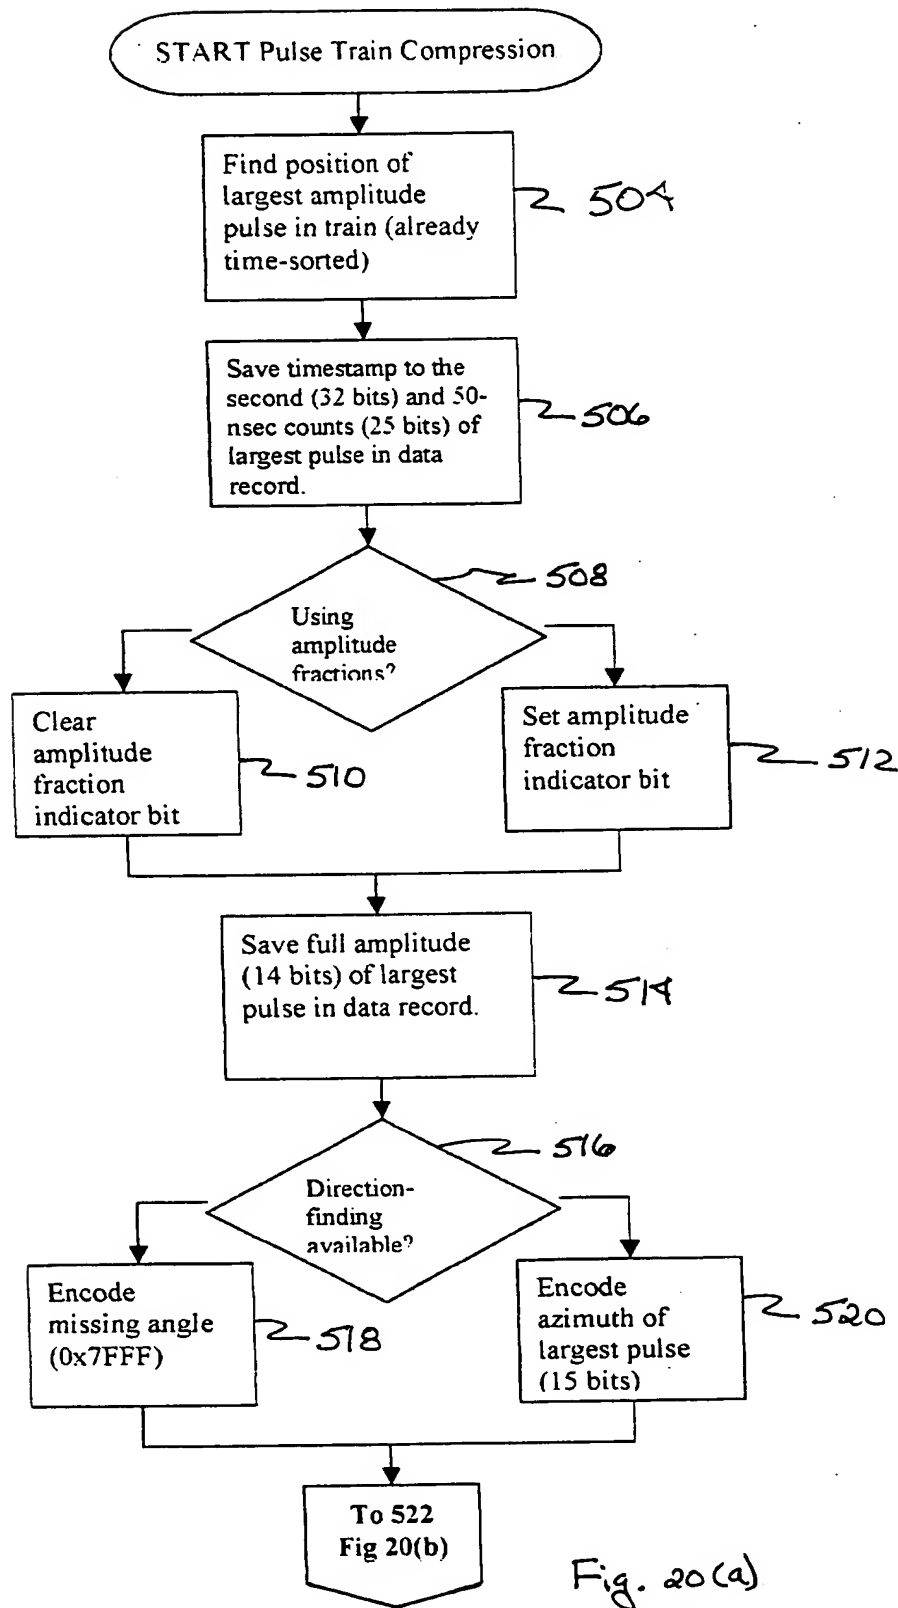 START Pulse Train Compression
Find position of
largest amplitude
pulse in train (already
time-sorted)
504
Save timestamp to the
second (32 bits) and 50-
nsec counts (25 bits) of
largest pulse in data
record.
506
508
Using
amplitude
fractions?
Clear
amplitude
fraction
indicator bit
510
Set amplitude
fraction
indicator bit
512
Save full amplitude
(14 bits) of largest
pulse in data record.
514
516
Direction-
finding
available?
Encode
missing angle
(0x7FFF)
518
Encode
azimuth of
largest pulse
(15 bits)
520
To 522
Fig 20(b)
Fig. 20(a)